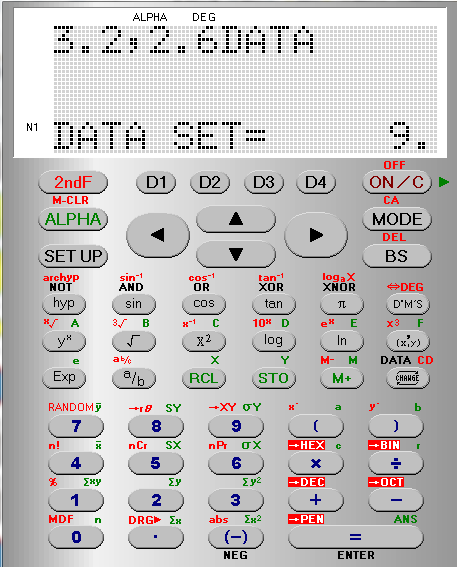 ALPHA DEG
3.2,2.6DATA
N1 DATA SET= 9.
OFF
2ndF D1 D2 D3 D4 ON/C
M-CLR CA
ALPHA ◀ ▲ ▶ MODE
DEL
SET UP ▼ BS
archyp sin⁻¹ cos⁻¹ tan⁻¹ logₐX
NOT AND OR XOR XNOR ⇔DEG
hyp sin cos tan π D°M'S
ˣ√ A ³√ B x⁻¹ C 10ˣ D eˣ E x³ F
yˣ √ X² log ln (x,y)
e aᵇ/c X Y M- M DATA CD
Exp a/b RCL STO M+ CHANGE
RANDOM ȳ →rθ SY →XY σY x' a y' b
7 8 9 ( )
n! x̄ nCr SX nPr σX →HEX c →BIN r
4 5 6 × ÷
% Σxy Σy Σy² →DEC →OCT
1 2 3 + −
MDF n DRG▶ Σx abs Σx² →PEN ANS
0 · (−) =
NEG ENTER